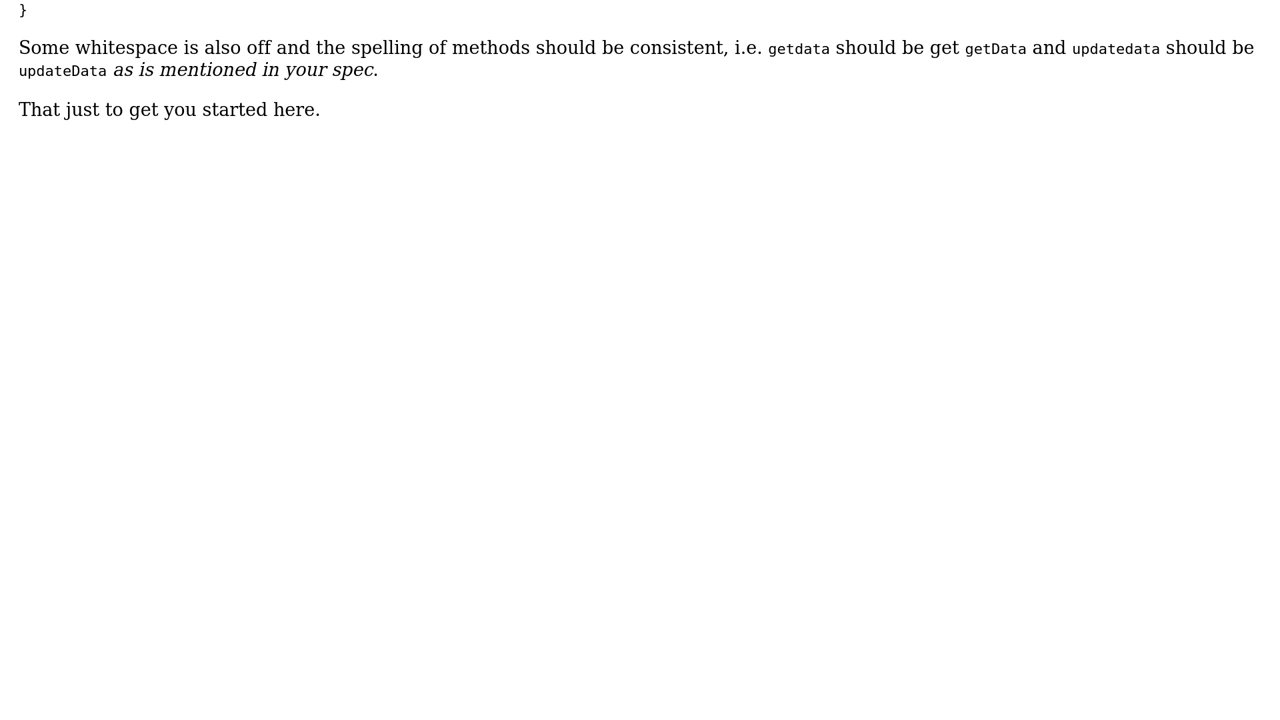 }
Some whitespace is also off and the spelling of methods should be consistent, i.e. getdata should be get getData and updatedata should be
updateData as is mentioned in your spec.
That just to get you started here.